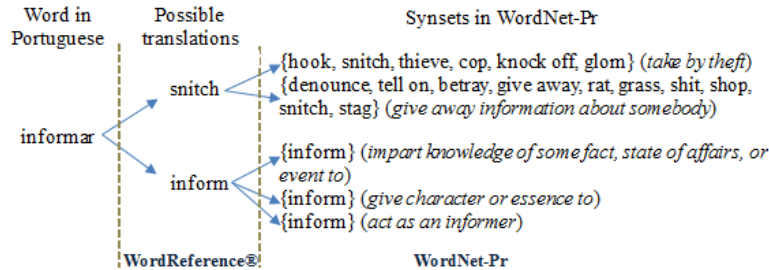 Word in Portuguese
Possible translations
Synsets in WordNet-Pr
informar
snitch
{hook, snitch, thieve, cop, knock off, glom} (take by theft)
{denounce, tell on, betray, give away, rat, grass, shit, shop,
snitch, stag} (give away information about somebody)
inform
{inform} (impart knowledge of some fact, state of affairs, or
event to)
{inform} (give character or essence to)
{inform} (act as an informer)
WordReference®
WordNet-Pr